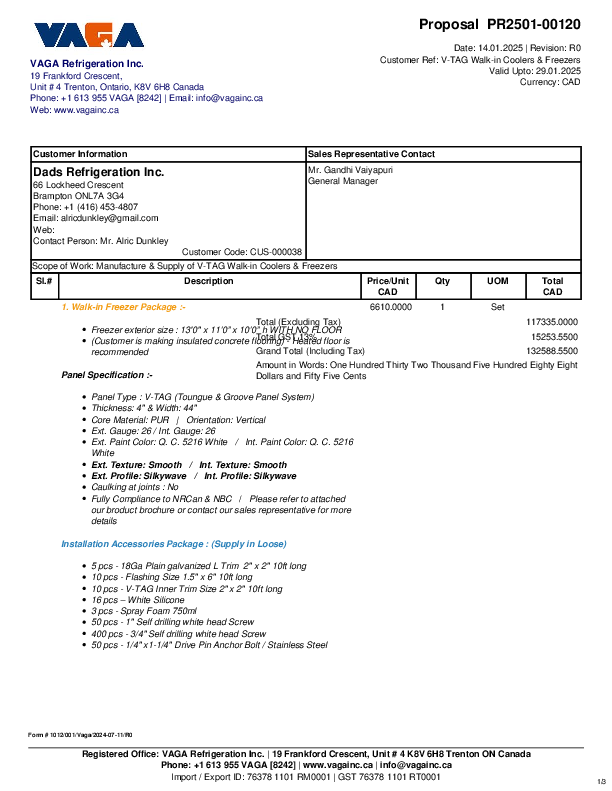 VAGA
Proposal PR2501-00120
Date: 14.01.2025 | Revision: R0
Customer Ref: V-TAG Walk-in Coolers & Freezers
Valid Upto: 29.01.2025
Currency: CAD
VAGA Refrigeration Inc.
19 Frankford Crescent,
Unit # 4 Trenton, Ontario, K8V 6H8 Canada
Phone: +1 613 955 VAGA [8242] | Email: info@vagainc.ca
Web: www.vagainc.ca
Customer Information
Sales Representative Contact
Dads Refrigeration Inc.
66 Lockheed Crescent
Brampton ONL7A 3G4
Phone: +1 (416) 453-4807
Email: alricdunkley@gmail.com
Web:
Contact Person: Mr. Alric Dunkley
Customer Code: CUS-000038
Mr. Gandhi Vaiyapuri
General Manager
Scope of Work: Manufacture & Supply of V-TAG Walk-in Coolers & Freezers
Sl.# Description Price/Unit CAD Qty UOM Total CAD
1. Walk-in Freezer Package :- 6610.0000 1 Set
Total (Excluding Tax) 117335.0000
• Freezer exterior size : 13'0" x 11'0" x 10'0" h WITH NO FLOOR
Total GST 13% 15253.5500
• (Customer is making insulated concrete flooring) - Heated floor is
recommended
Grand Total (Including Tax) 132588.5500
Amount in Words: One Hundred Thirty Two Thousand Five Hundred Eighty Eight
Dollars and Fifty Five Cents
Panel Specification :-
• Panel Type : V-TAG (Toungue & Groove Panel System)
• Thickness: 4" & Width: 44"
• Core Material: PUR / Orientation: Vertical
• Ext. Gauge: 26 / Int. Gauge: 26
• Ext. Paint Color: Q. C. 5216 White / Int. Paint Color: Q. C. 5216
White
• Ext. Texture: Smooth / Int. Texture: Smooth
• Ext. Profile: Silkywave / Int. Profile: Silkywave
• Caulking at joints : No
• Fully Compliance to NRCan & NBC / Please refer to attached
our product brochure or contact our sales representative for more
details
Installation Accessories Package : (Supply in Loose)
• 5 pcs - 18Ga Plain galvanized L Trim 2" x 2" 10ft long
• 10 pcs - Flashing Size 1.5" x 6" 10ft long
• 10 pcs - V-TAG Inner Trim Size 2" x 2" 10ft long
• 16 pcs – White Silicone
• 3 pcs - Spray Foam 750ml
• 50 pcs - 1" Self drilling white head Screw
• 400 pcs - 3/4" Self drilling white head Screw
• 50 pcs - 1/4" x1-1/4" Drive Pin Anchor Bolt / Stainless Steel
Form # 1012/001/Vaga/2024-07-11/R0
Registered Office: VAGA Refrigeration Inc. | 19 Frankford Crescent, Unit # 4 K8V 6H8 Trenton ON Canada
Phone: +1 613 955 VAGA [8242] | www.vagainc.ca | info@vagainc.ca
Import / Export ID: 76378 1101 RM0001 | GST 76378 1101 RT0001
1/3